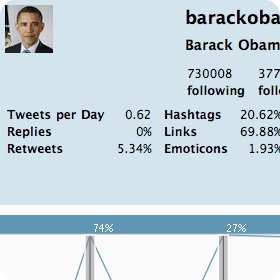 barackoba
Barack Obam
730008 377
following foll
Tweets per Day 0.62 Hashtags 20.62%
Replies 0% Links 69.88%
Retweets 5.34% Emoticons 1.93%
74% 27%